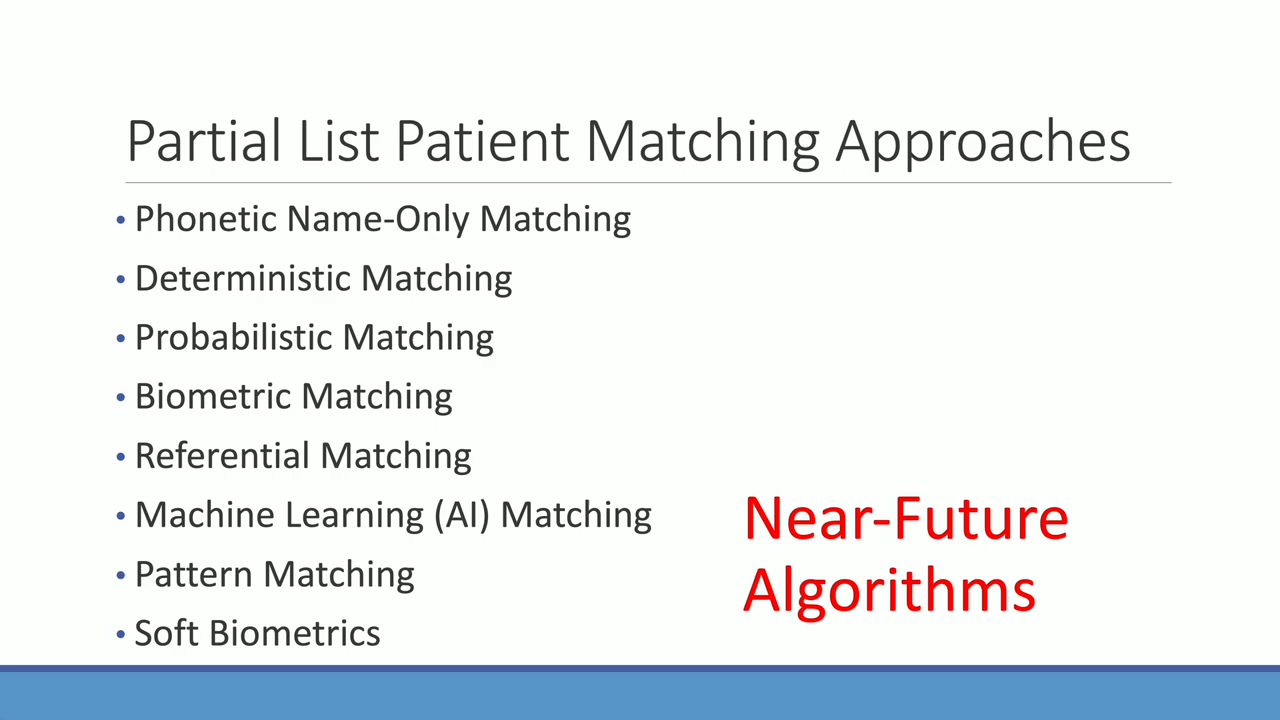 Partial List Patient Matching Approaches
• Phonetic Name-Only Matching
• Deterministic Matching
• Probabilistic Matching
• Biometric Matching
• Referential Matching
• Machine Learning (AI) Matching
• Pattern Matching
• Soft Biometrics
Near-Future
Algorithms